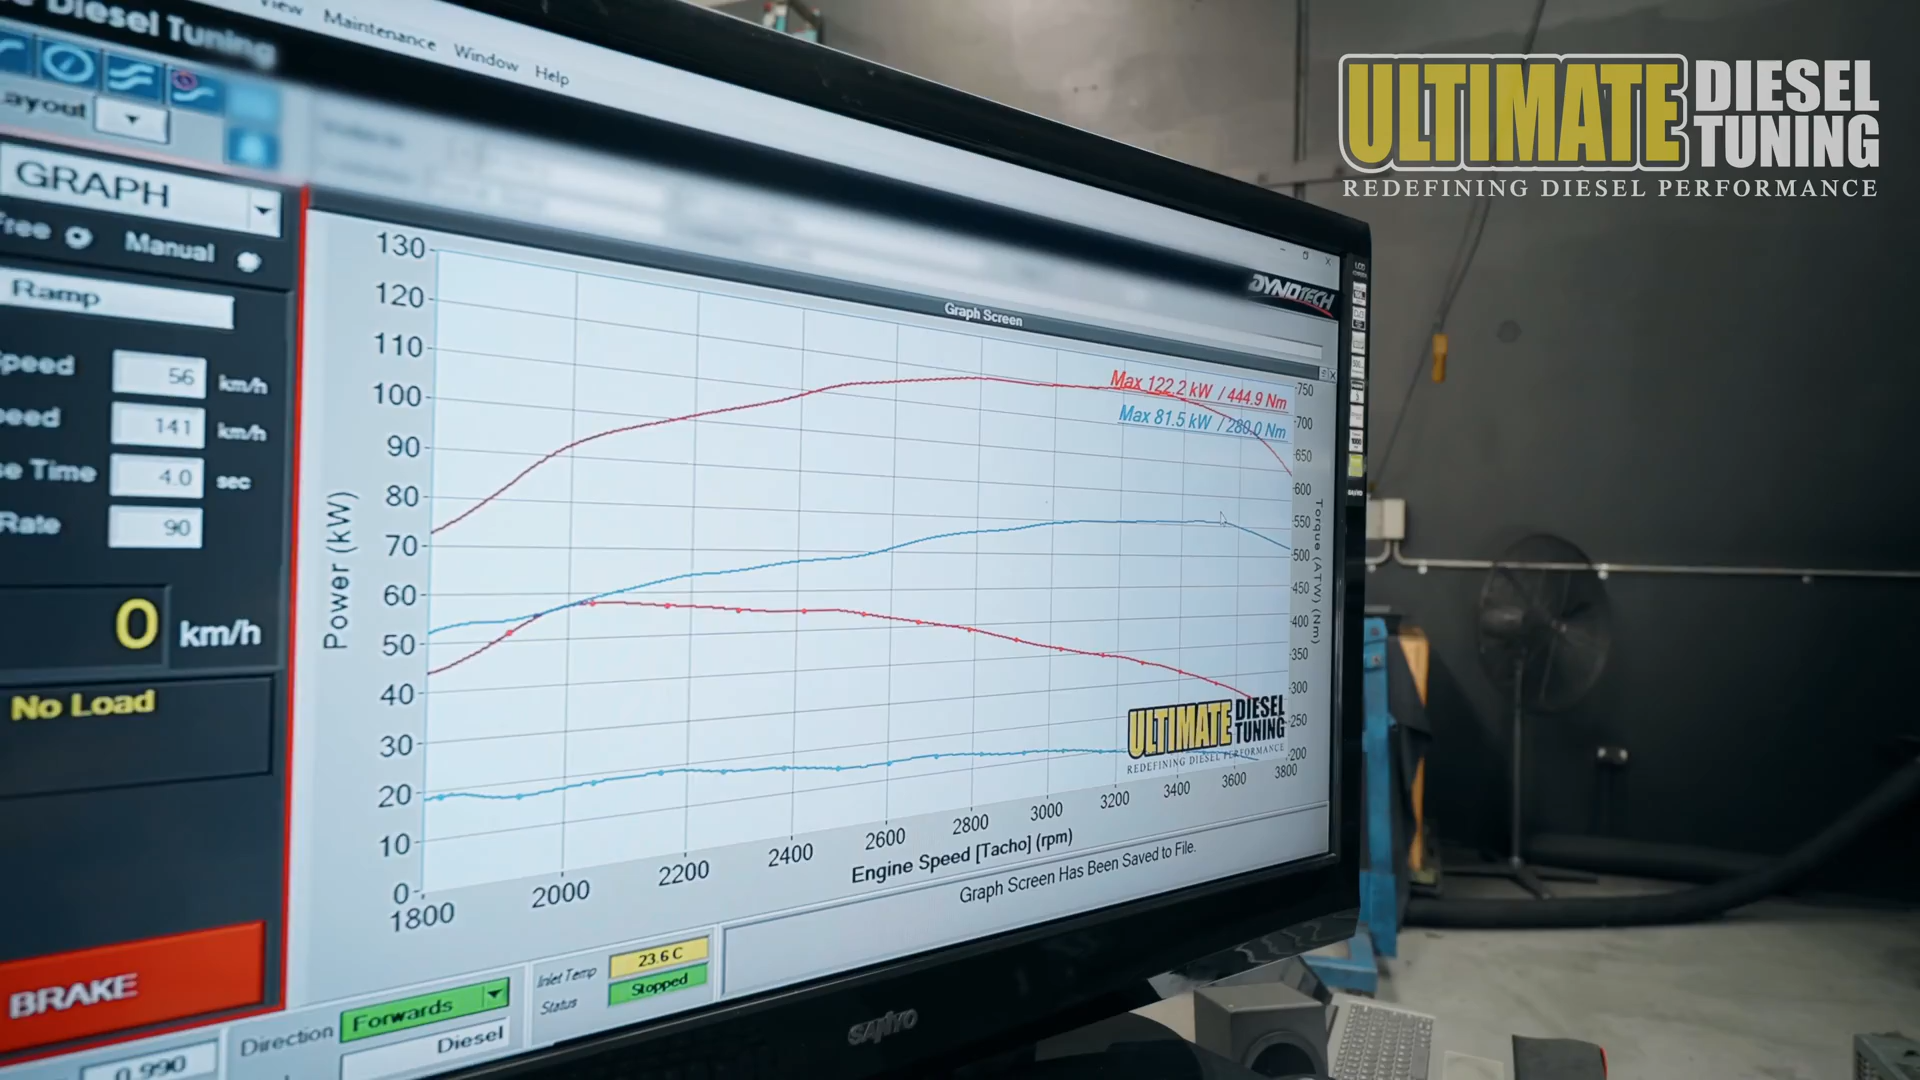 Diesel Tuning
View Maintenance Window Help
ULTIMATE
DIESEL
TUNING
REDEFINING DIESEL PERFORMANCE
GRAPH
Free Manual
Ramp
56 km/h
141 km/h
4.0 sec
Rate 90
0 km/h
No Load
BRAKE
DYNOTECH
Graph Screen
Max 122.2 kW / 444.9 Nm
Max 81.5 kW / 280.0 Nm
Power (kW)
130
120
110
100
90
80
70
60
50
40
30
20
10
0
Torque (ATW) (Nm)
750
700
650
600
550
500
450
400
350
300
250
200
ULTIMATE
DIESEL
TUNING
REDEFINING DIESEL PERFORMANCE
1800 2000 2200 2400 2600 2800 3000 3200 3400 3600 3800
Engine Speed [Tacho] (rpm)
Graph Screen Has Been Saved to File.
0.990
Direction Forwards
Diesel
Inlet Temp 23.6 C
Status Stopped
SANYO